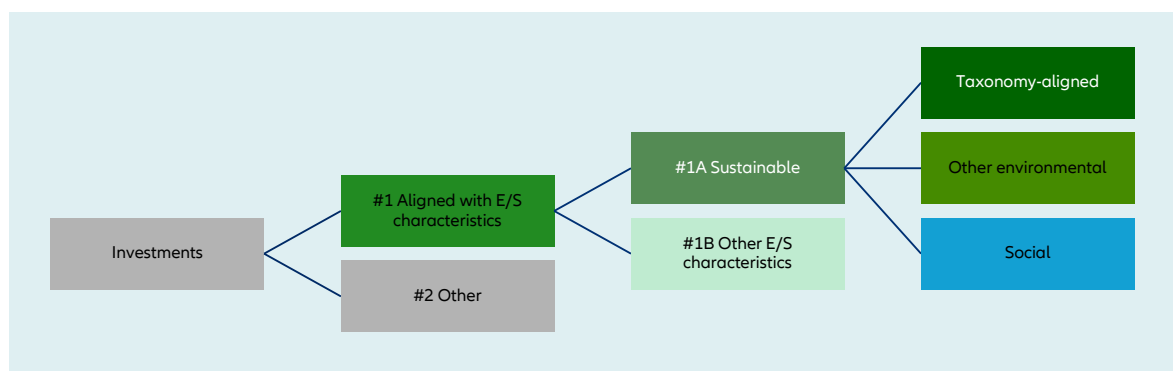 Investments
#1 Aligned with E/S
characteristics
#2 Other
#1A Sustainable
#1B Other E/S
characteristics
Taxonomy-aligned
Other environmental
Social